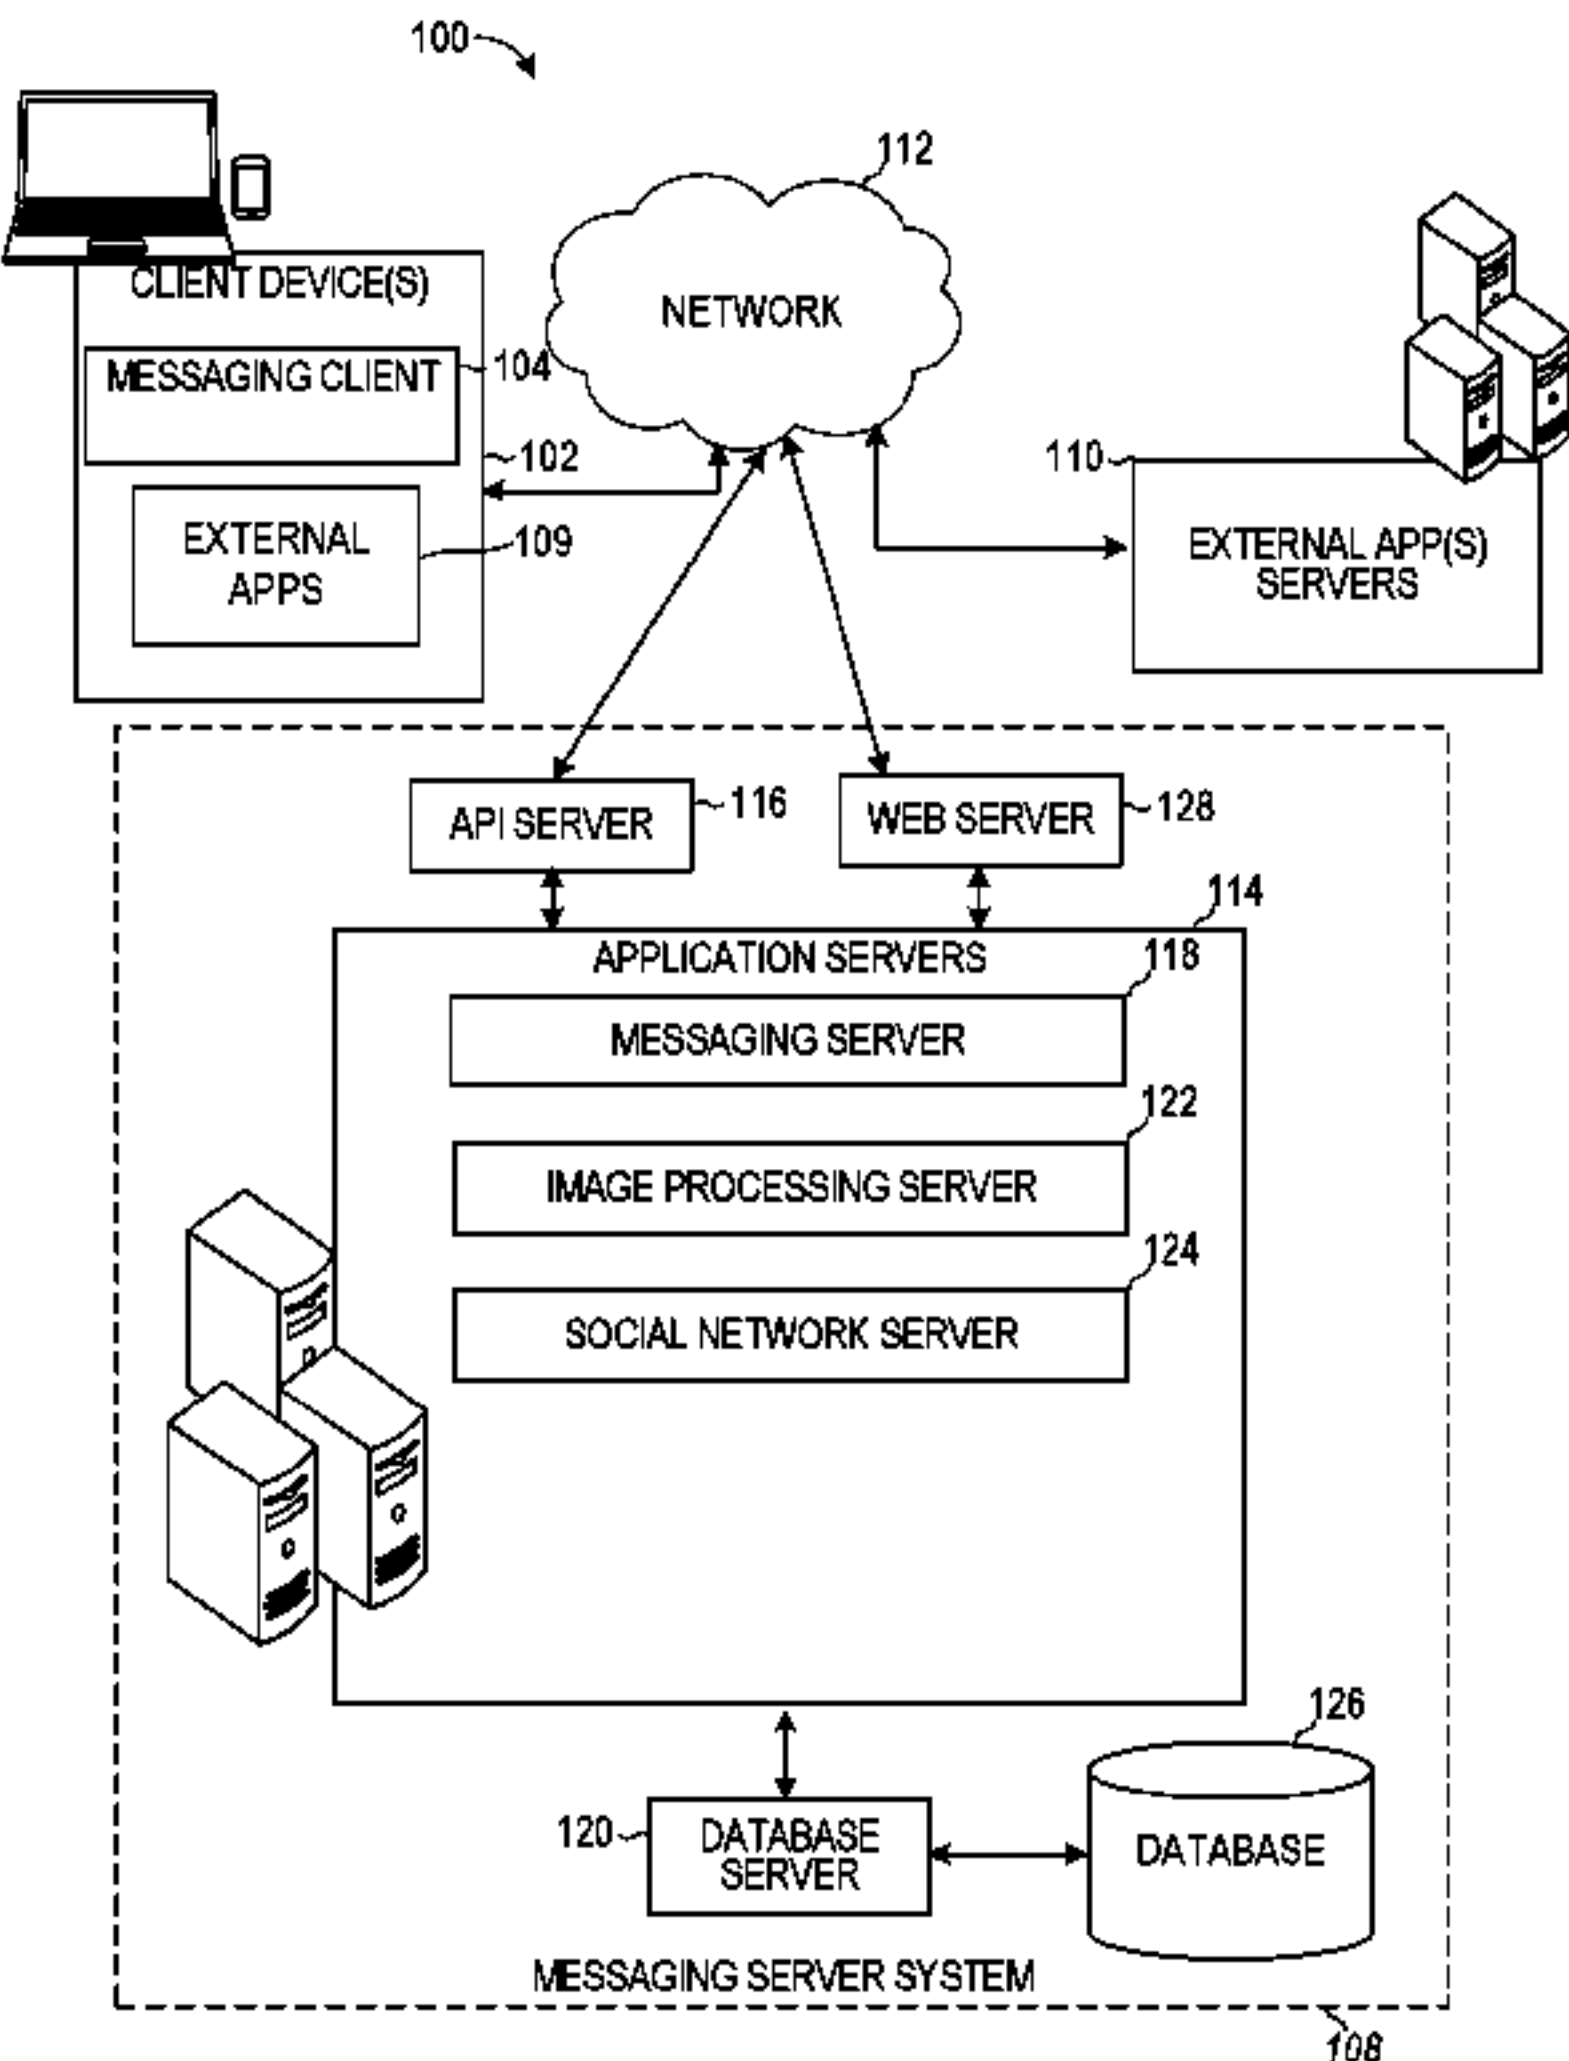 100
112
CLIENT DEVICE(S)
NETWORK
MESSAGING CLIENT
104
102
110
EXTERNAL
APPS
109
EXTERNAL APP(S)
SERVERS
API SERVER
116
WEB SERVER
128
114
APPLICATION SERVERS
118
MESSAGING SERVER
122
IMAGE PROCESSING SERVER
124
SOCIAL NETWORK SERVER
126
120
DATABASE
SERVER
DATABASE
MESSAGING SERVER SYSTEM
108